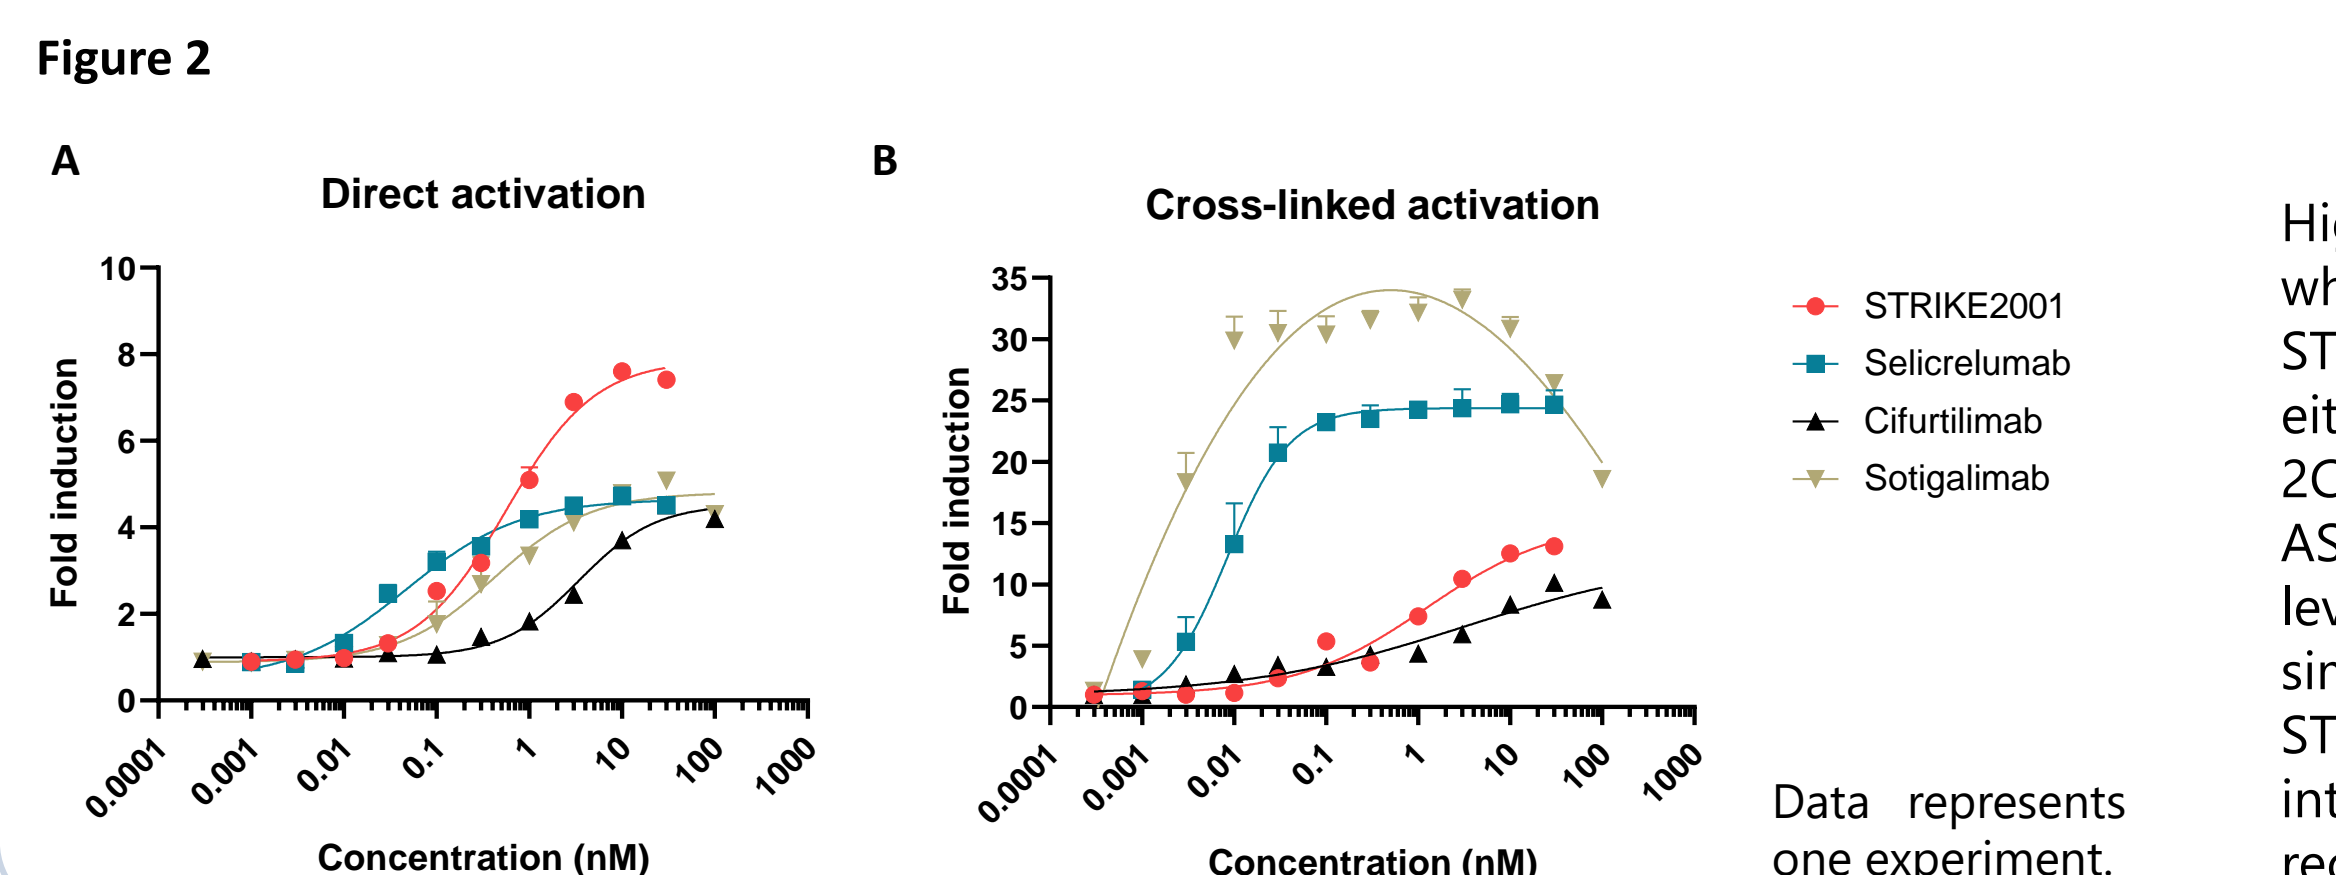 Figure 2
A
Direct activation
10
8
6
4
2
0
Fold induction
0.0001
0.001
0.01
0.1
1
10
100
1000
Concentration (nM)
B
Cross-linked activation
35
30
25
20
15
10
5
0
Fold induction
0.0001
0.001
0.01
0.1
1
10
100
1000
Concentration (nM)
STRIKE2001
Selicrelumab
Cifurtilimab
Sotigalimab
Data represents
one experiment.